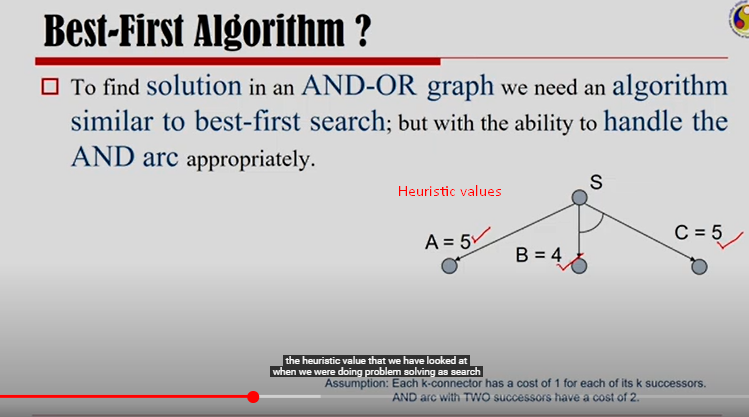 Best-First Algorithm ?
To find solution in an AND-OR graph we need an algorithm
similar to best-first search; but with the ability to handle the
AND arc appropriately.
Heuristic values
S
A = 5
B = 4
C = 5
the heuristic value that we have looked at
when we were doing problem solving as search
Assumption: Each k-connector has a cost of 1 for each of its k successors.
AND arc with TWO successors have a cost of 2.